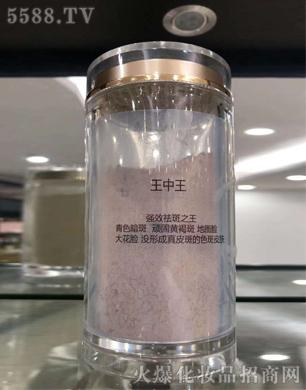 5588.TV
王中王
强效祛斑之王
青色暗斑 顽固黄褐斑 地图脸
大花脸 没形成真皮斑的色斑皮肤
火爆化妆品招商网